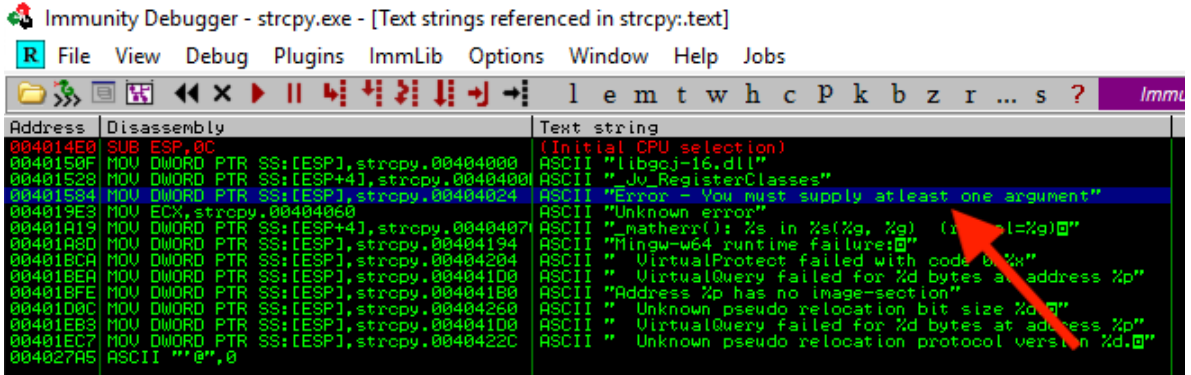 Immunity Debugger - strcpy.exe - [Text strings referenced in strcpy:.text]
R File View Debug Plugins ImmLib Options Window Help Jobs
l e m t w h c P k b z r ... s ? Immu
Address Disassembly Text string
004014E0 SUB ESP,0C (Initial CPU selection)
0040150F MOV DWORD PTR SS:[ESP],strcpy.00404000 ASCII "libgcj-16.dll"
00401528 MOV DWORD PTR SS:[ESP+4],strcpy.0040400 ASCII "_Jv_RegisterClasses"
00401584 MOV DWORD PTR SS:[ESP],strcpy.00404024 ASCII "Error - You must supply atleast one argument"
004019E3 MOV ECX,strcpy.00404060 ASCII "Unknown error"
00401A19 MOV DWORD PTR SS:[ESP+4],strcpy.0040407 ASCII "_matherr(): %s in %s(%g, %g) =%g)
00401A8D MOV DWORD PTR SS:[ESP],strcpy.00404194 ASCII "Mingw-w64 runtime failure:
00401BCA MOV DWORD PTR SS:[ESP],strcpy.00404204 ASCII " VirtualProtect failed with code %x"
00401BEA MOV DWORD PTR SS:[ESP],strcpy.004041D0 ASCII " VirtualQuery failed for %d bytes at address %p"
00401BFE MOV DWORD PTR SS:[ESP],strcpy.004041B0 ASCII "Address %p has no image-section"
00401D0C MOV DWORD PTR SS:[ESP],strcpy.00404260 ASCII " Unknown pseudo relocation bit size
00401EB3 MOV DWORD PTR SS:[ESP],strcpy.004041D0 ASCII " VirtualQuery failed for %d bytes at address %p"
00401EC7 MOV DWORD PTR SS:[ESP],strcpy.0040422C ASCII " Unknown pseudo relocation protocol version %d.
004027A5 ASCII "'@",0